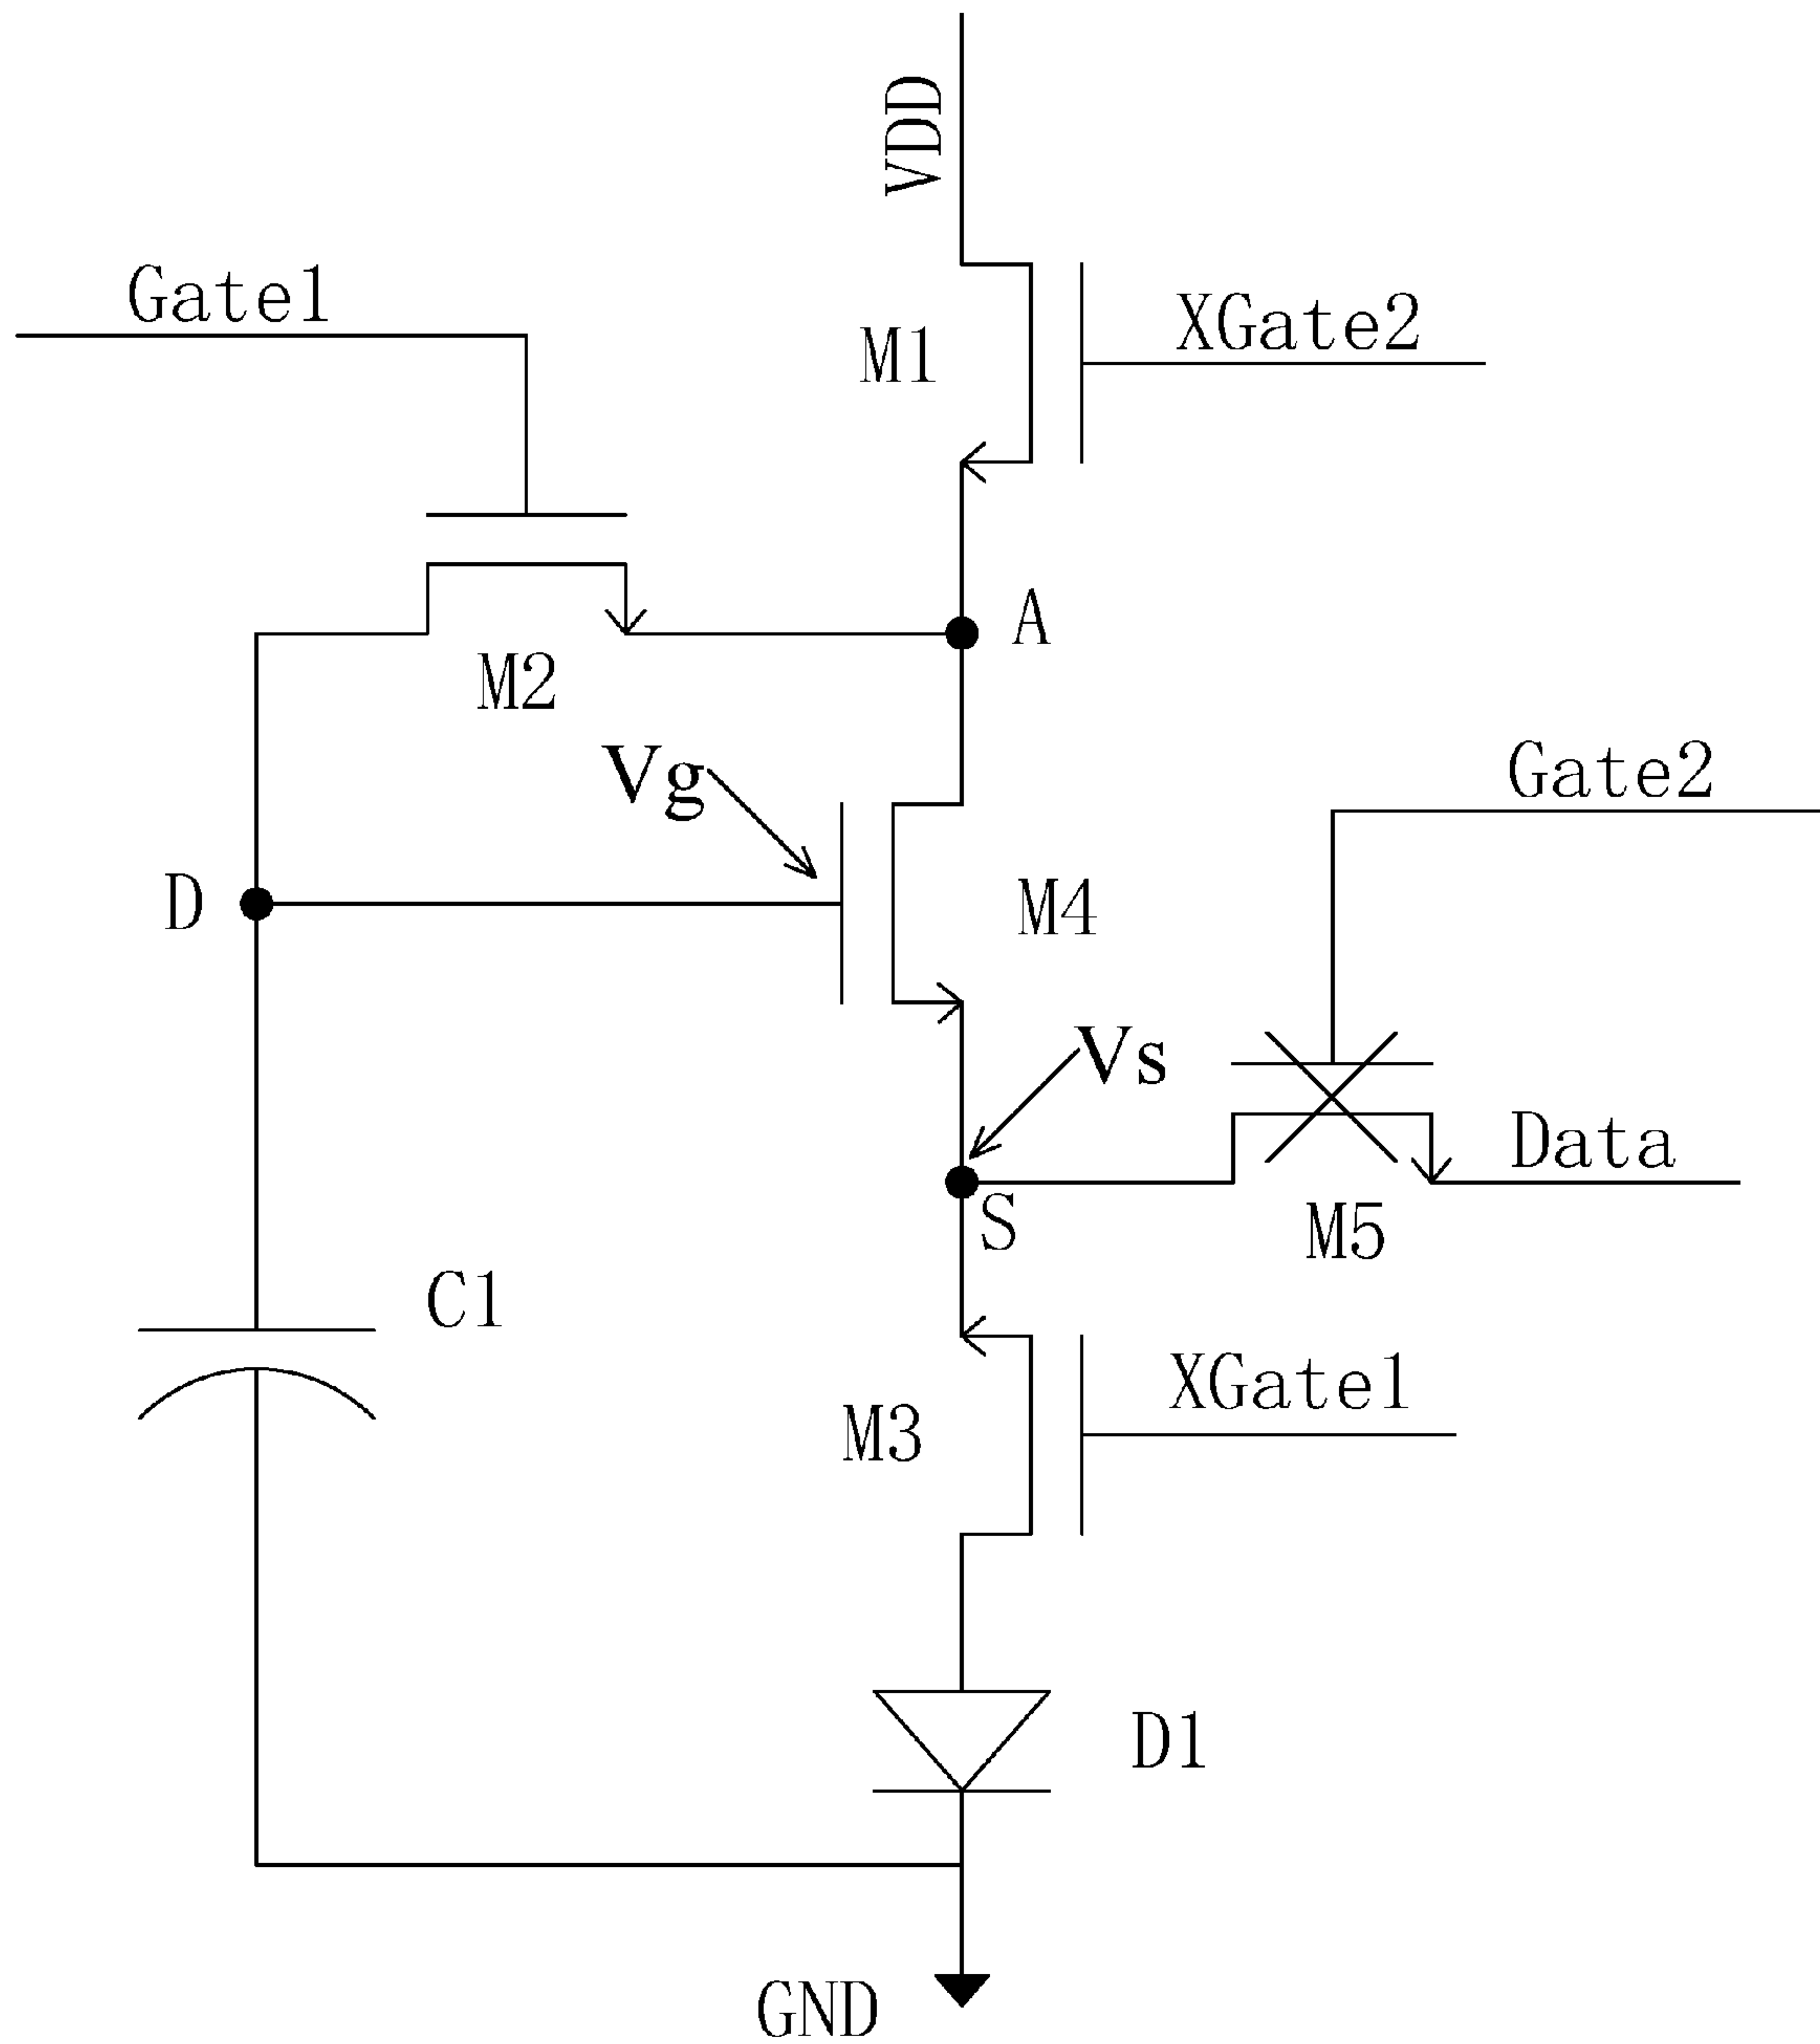 VDD
Gate1
XGate2
M1
A
M2
Vg
Gate2
D
M4
Vs
Data
S
M5
C1
XGate1
M3
D1
GND